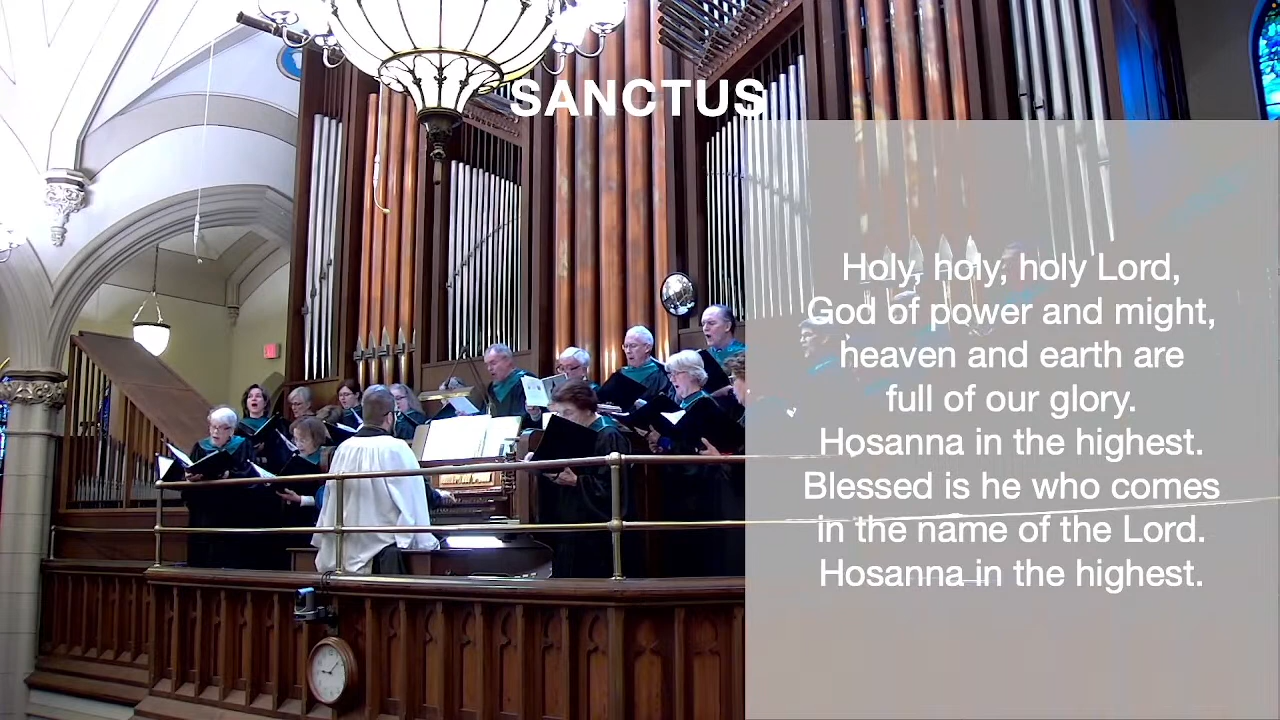 SANCTUS
Holy, holy, holy Lord,
God of power and might,
heaven and earth are
full of our glory.
Hosanna in the highest.
Blessed is he who comes
in the name of the Lord.
Hosanna in the highest.